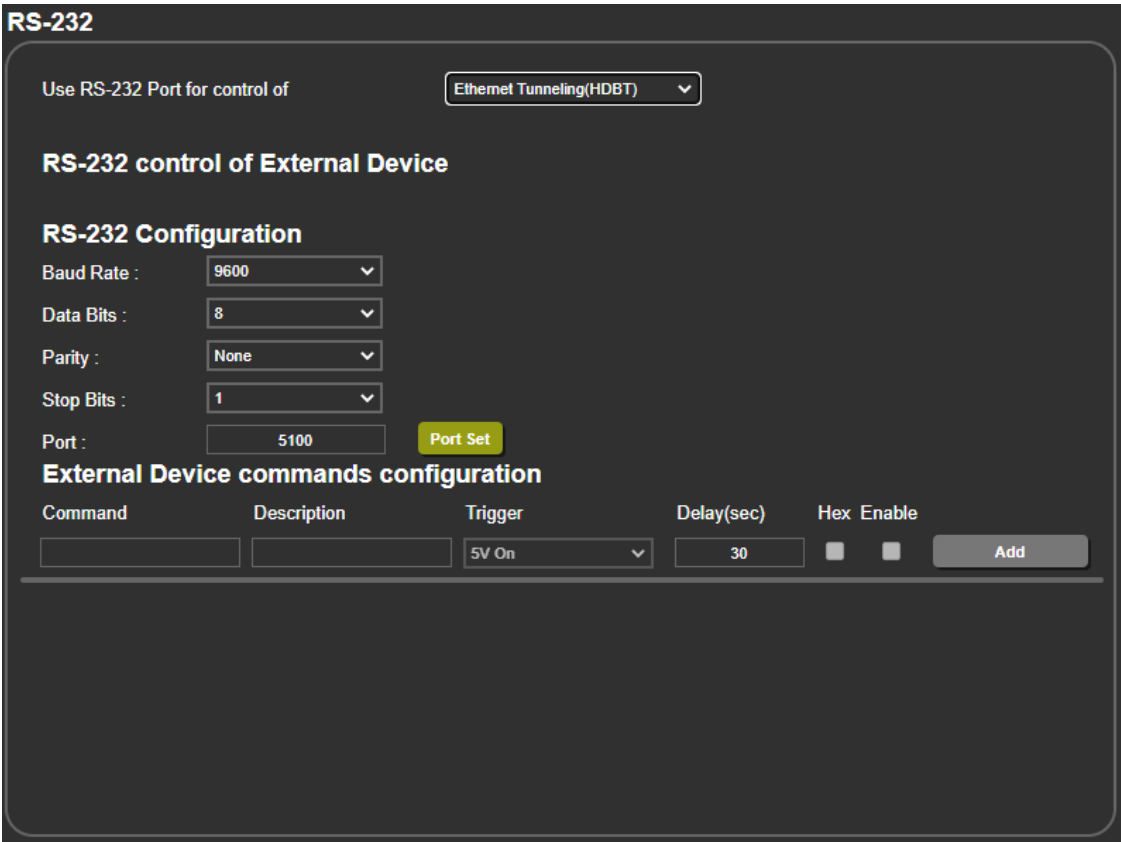 RS-232
Use RS-232 Port for control of Ethernet Tunneling(HDBT)
RS-232 control of External Device
RS-232 Configuration
Baud Rate : 9600
Data Bits : 8
Parity : None
Stop Bits : 1
Port : 5100 Port Set
External Device commands configuration
Command Description Trigger Delay(sec) Hex Enable
5V On 30 Add